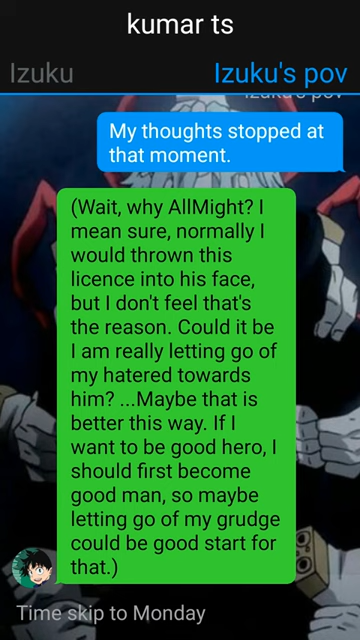 kumar ts
Izuku
Izuku's pov
Izuku's pov
My thoughts stopped at
that moment.
(Wait, why AllMight? I
mean sure, normally I
would thrown this
licence into his face,
but I don't feel that's
the reason. Could it be
I am really letting go of
my hatered towards
him? ...Maybe that is
better this way. If I
want to be good hero, I
should first become
good man, so maybe
letting go of my grudge
could be good start for
that.)
Time skip to Monday